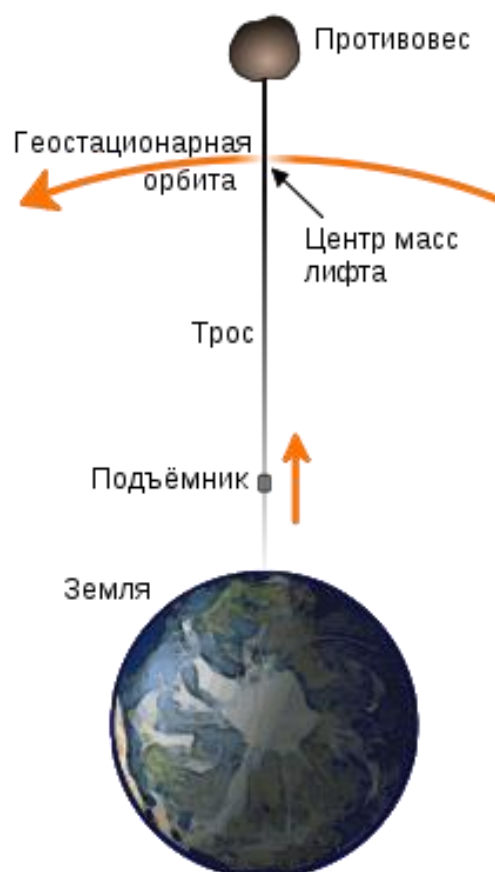 Противовес
Геостационарная
орбита
Центр масс
лифта
Трос
Подъёмник
Земля